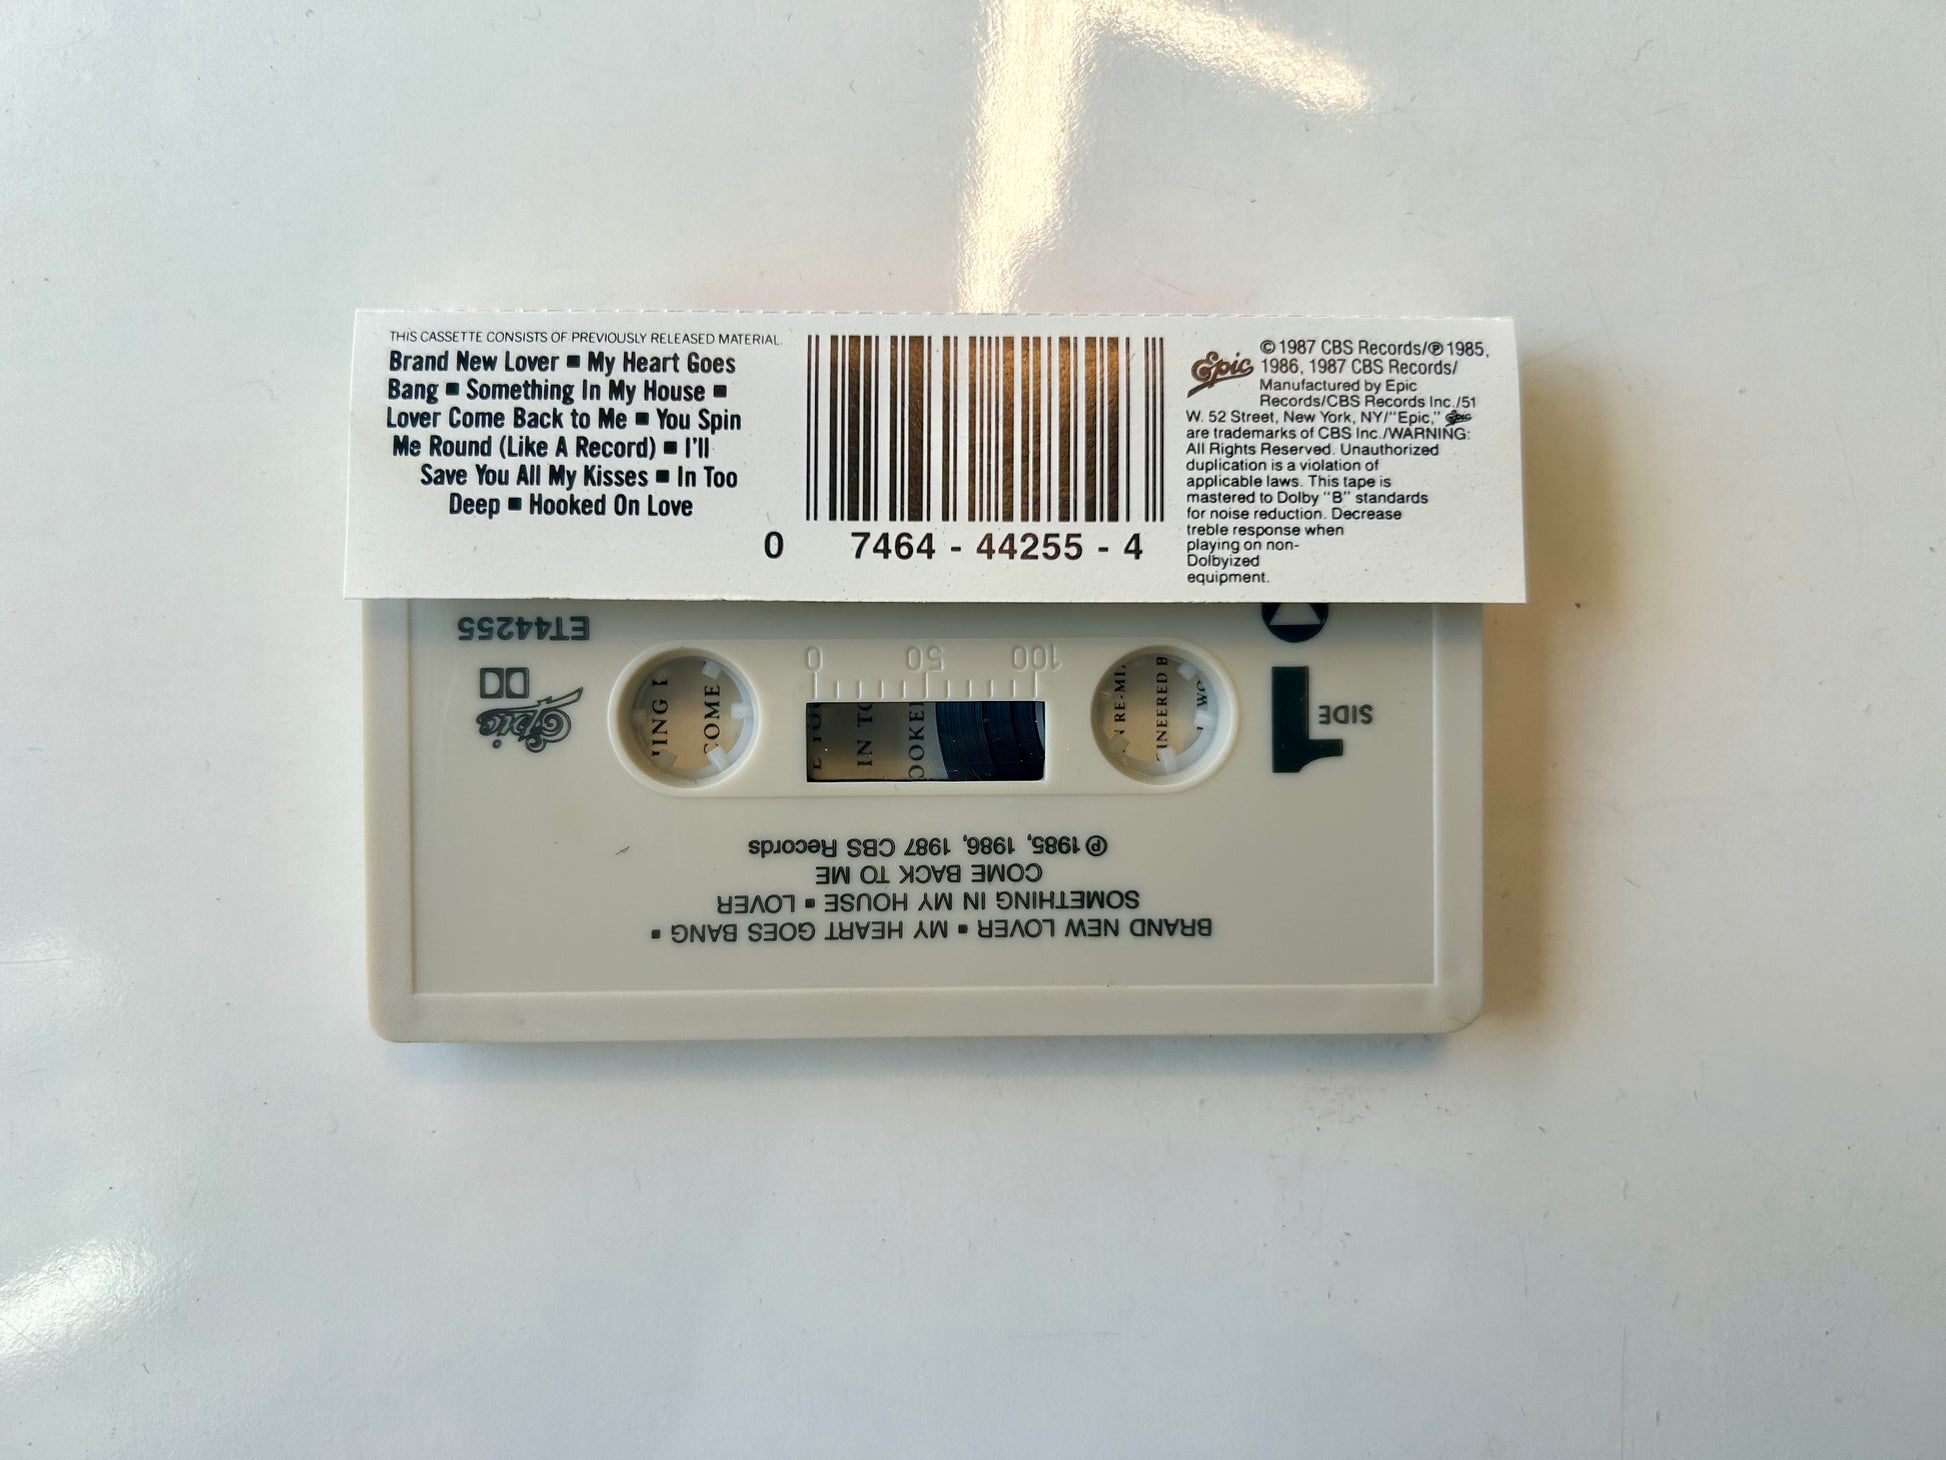 THIS CASSETTE CONSISTS OF PREVIOUSLY RELEASED MATERIAL.
Brand New Lover ■ My Heart Goes
Bang ■ Something In My House ■
Lover Come Back to Me ■ You Spin
Me Round (Like A Record) ■ I'll
Save You All My Kisses ■ In Too
Deep ■ Hooked On Love
0 7464 - 44255 - 4
Epic
© 1987 CBS Records/℗ 1985,
1986, 1987 CBS Records/
Manufactured by Epic
Records/CBS Records Inc./51
W. 52 Street, New York, NY/"Epic," Epic
are trademarks of CBS Inc./WARNING:
All Rights Reserved. Unauthorized
duplication is a violation of
applicable laws. This tape is
mastered to Dolby "B" standards
for noise reduction. Decrease
treble response when
playing on non-
Dolbyized
equipment.
BRAND NEW LOVER ■ MY HEART GOES BANG ■
SOMETHING IN MY HOUSE ■ LOVER
COME BACK TO ME
℗ 1985, 1986, 1987 CBS Records
SIDE 1
100 50 0
Epic
ET44255
COME
IN